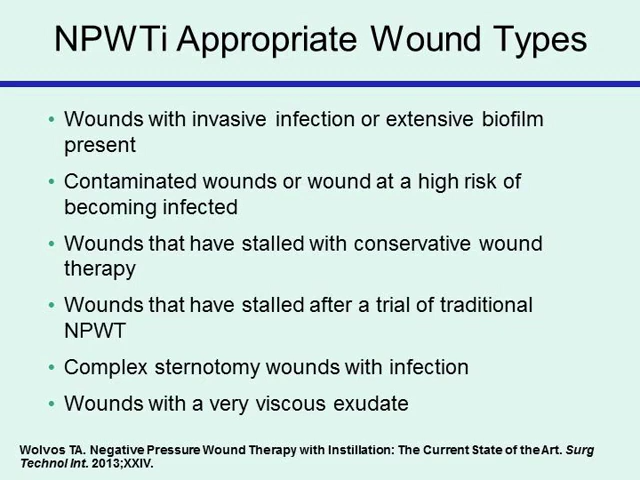 NPWTi Appropriate Wound Types
• Wounds with invasive infection or extensive biofilm
present
• Contaminated wounds or wound at a high risk of
becoming infected
• Wounds that have stalled with conservative wound
therapy
• Wounds that have stalled after a trial of traditional
NPWT
• Complex sternotomy wounds with infection
• Wounds with a very viscous exudate
Wolvos TA. Negative Pressure Wound Therapy with Instillation: The Current State of the Art. Surg
Technol Int. 2013;XXIV.